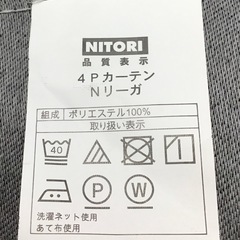 NITORI
品質表示
4Pカーテン
Nリーガ
組成 ポリエステル100%
取り扱い表示
40
P W
洗濯ネット使用
あて布使用